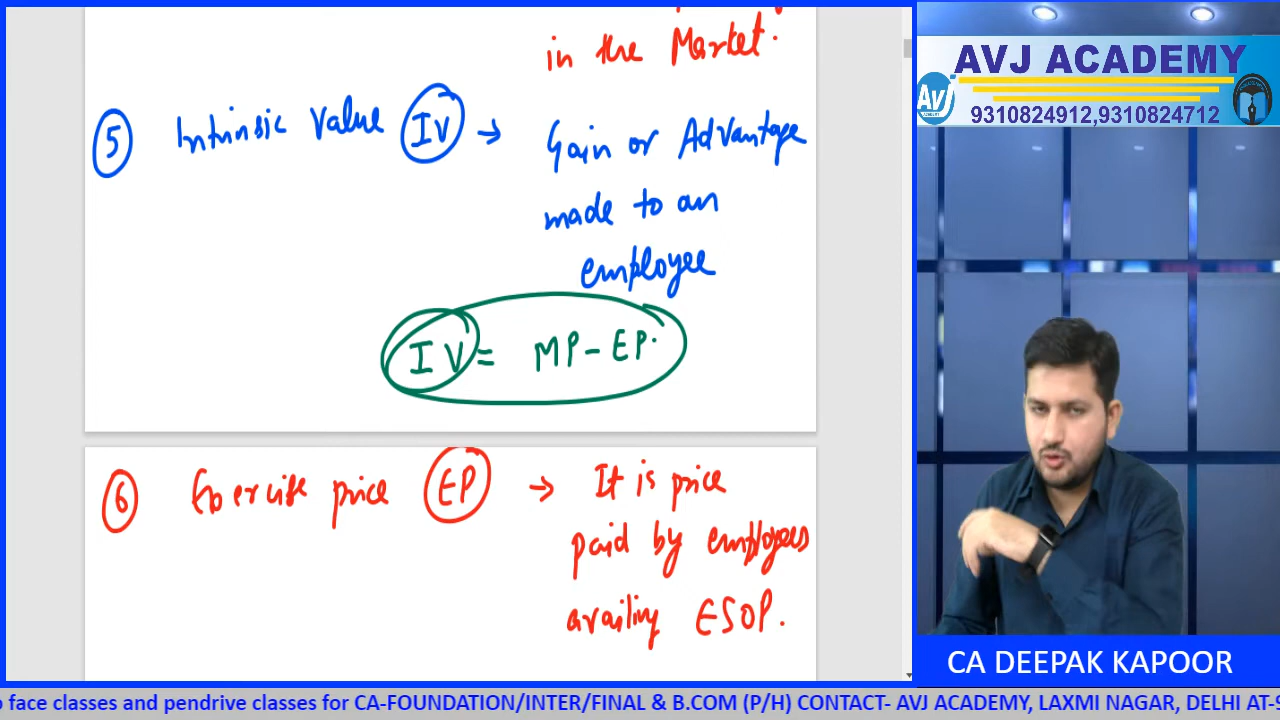 in the Market.
⑤ Intrinsic Value IV → Gain or Advantage
made to an
employee
IV = MP - EP.
⑥ Exercise price EP → It is price
paid by employees
availing ESOP.
AVJ ACADEMY
AVJ
9310824912,9310824712
CA DEEPAK KAPOOR
o face classes and pendrive classes for CA-FOUNDATION/INTER/FINAL & B.COM (P/H) CONTACT- AVJ ACADEMY, LAXMI NAGAR, DELHI AT-9